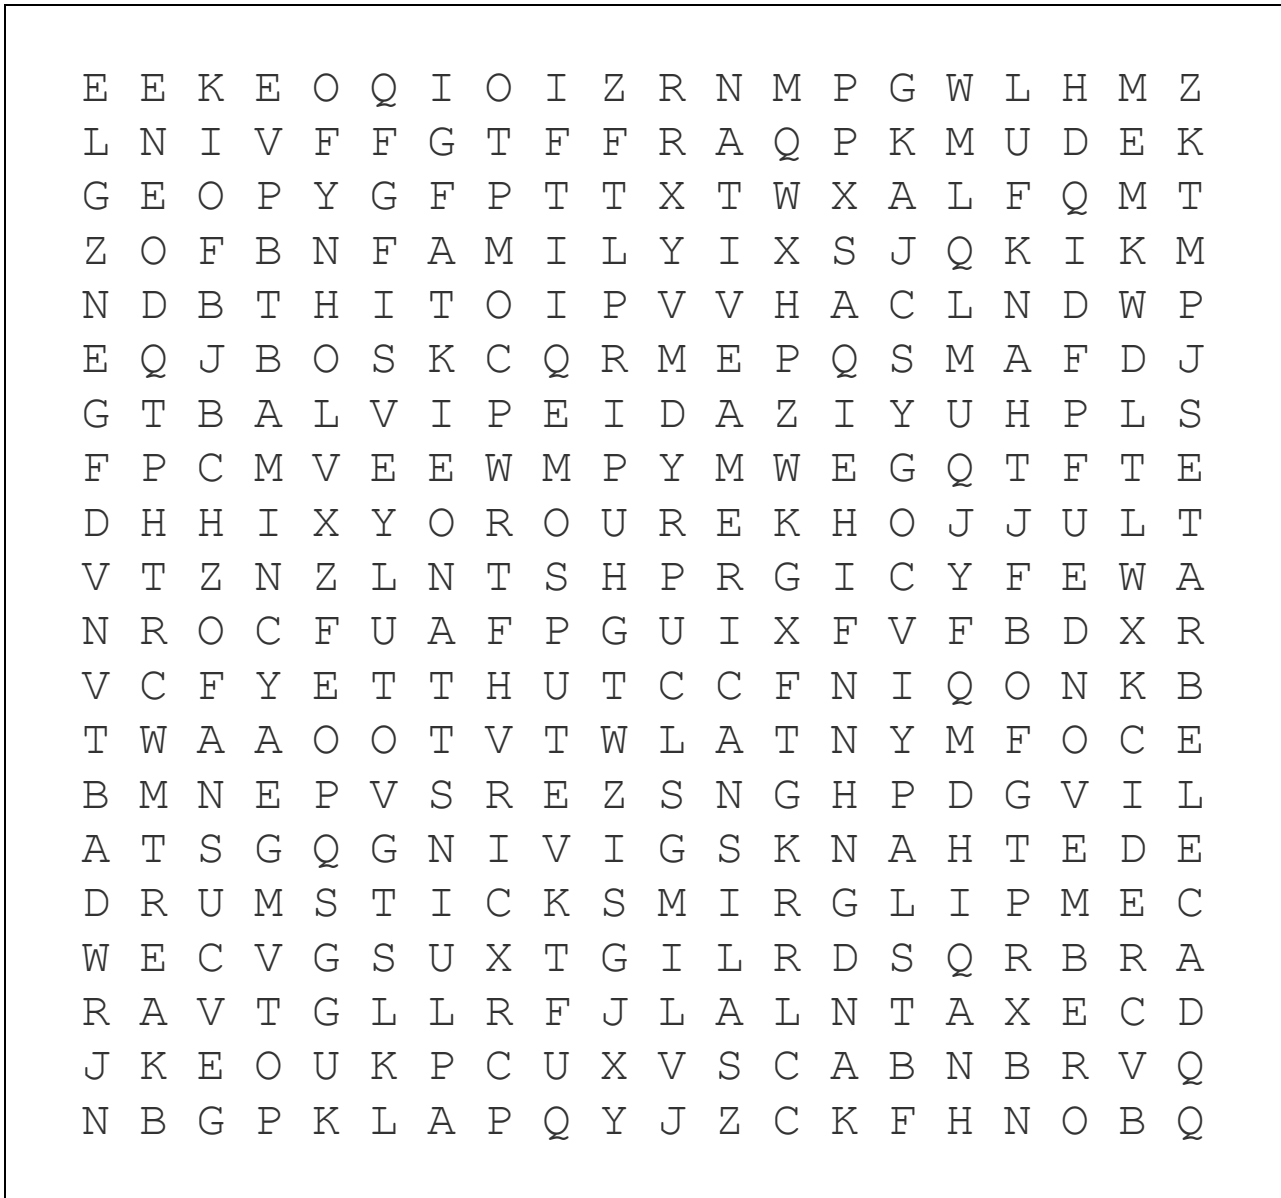 E E K E O Q I O I Z R N M P G W L H M Z
L N I V F F G T F F R A Q P K M U D E K
G E O P Y G F P T T X T W X A L F Q M T
Z O F B N F A M I L Y I X S J Q K I K M
N D B T H I T O I P V V H A C L N D W P
E Q J B O S K C Q R M E P Q S M A F D J
G T B A L V I P E I D A Z I Y U H P L S
F P C M V E E W M P Y M W E G Q T F T E
D H H I X Y O R O U R E K H O J J U L T
V T Z N Z L N T S H P R G I C Y F E W A
N R O C F U A F P G U I X F V F B D X R
V C F Y E T T H U T C C F N I Q O N K B
T W A A O O T V T W L A T N Y M F O C E
B M N E P V S R E Z S N G H P D G V I L
A T S G Q G N I V I G S K N A H T E D E
D R U M S T I C K S M I R G L I P M E C
W E C V G S U X T G I L R D S Q R B R A
R A V T G L L R F J L A L N T A X E C D
J K E O U K P C U X V S C A B N B R V Q
N B G P K L A P Q Y J Z C K F H N O B Q